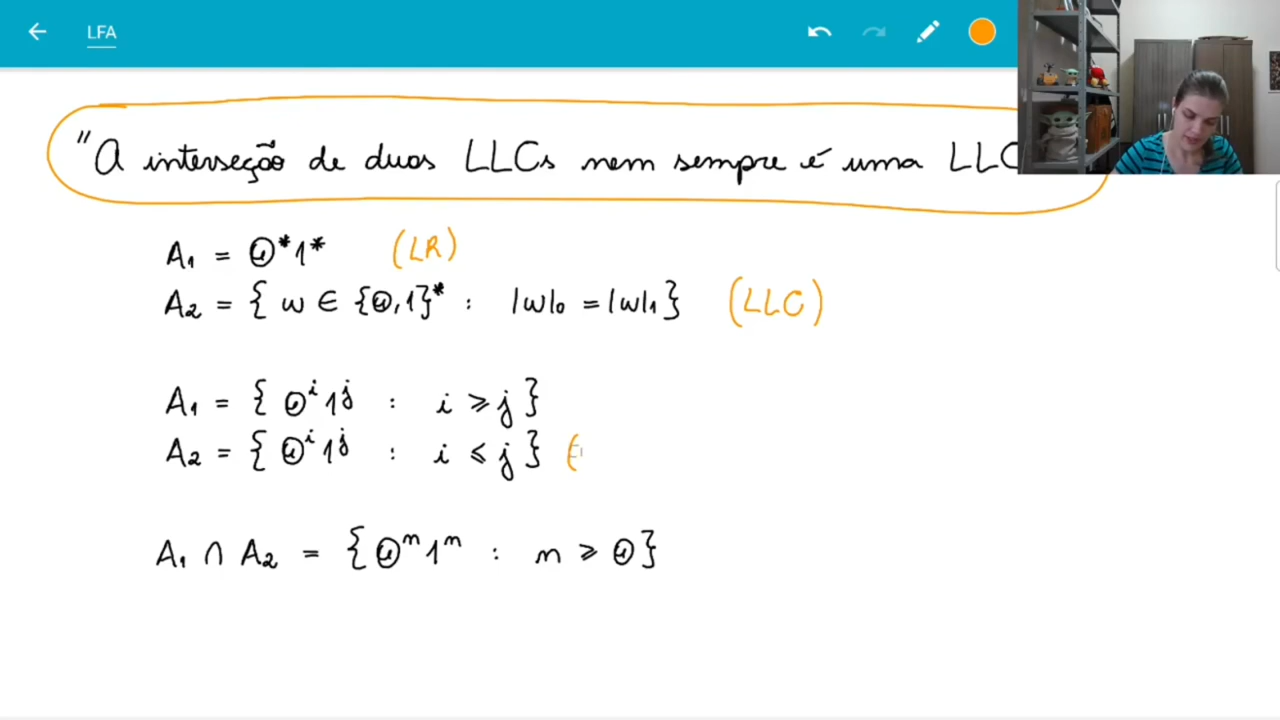 LFA
"A interseção de duas LLCs nem sempre é uma LLC
A₁ = 0*1* (LR)
A₂ = { w ∈ {0,1}* : |w|₀ = |w|₁ } (LLC)
A₁ = { 0ⁱ1ʲ : i ⩾ j }
A₂ = { 0ⁱ1ʲ : i ⩽ j } (
A₁ ∩ A₂ = { 0ⁿ1ⁿ : n ⩾ 0 }